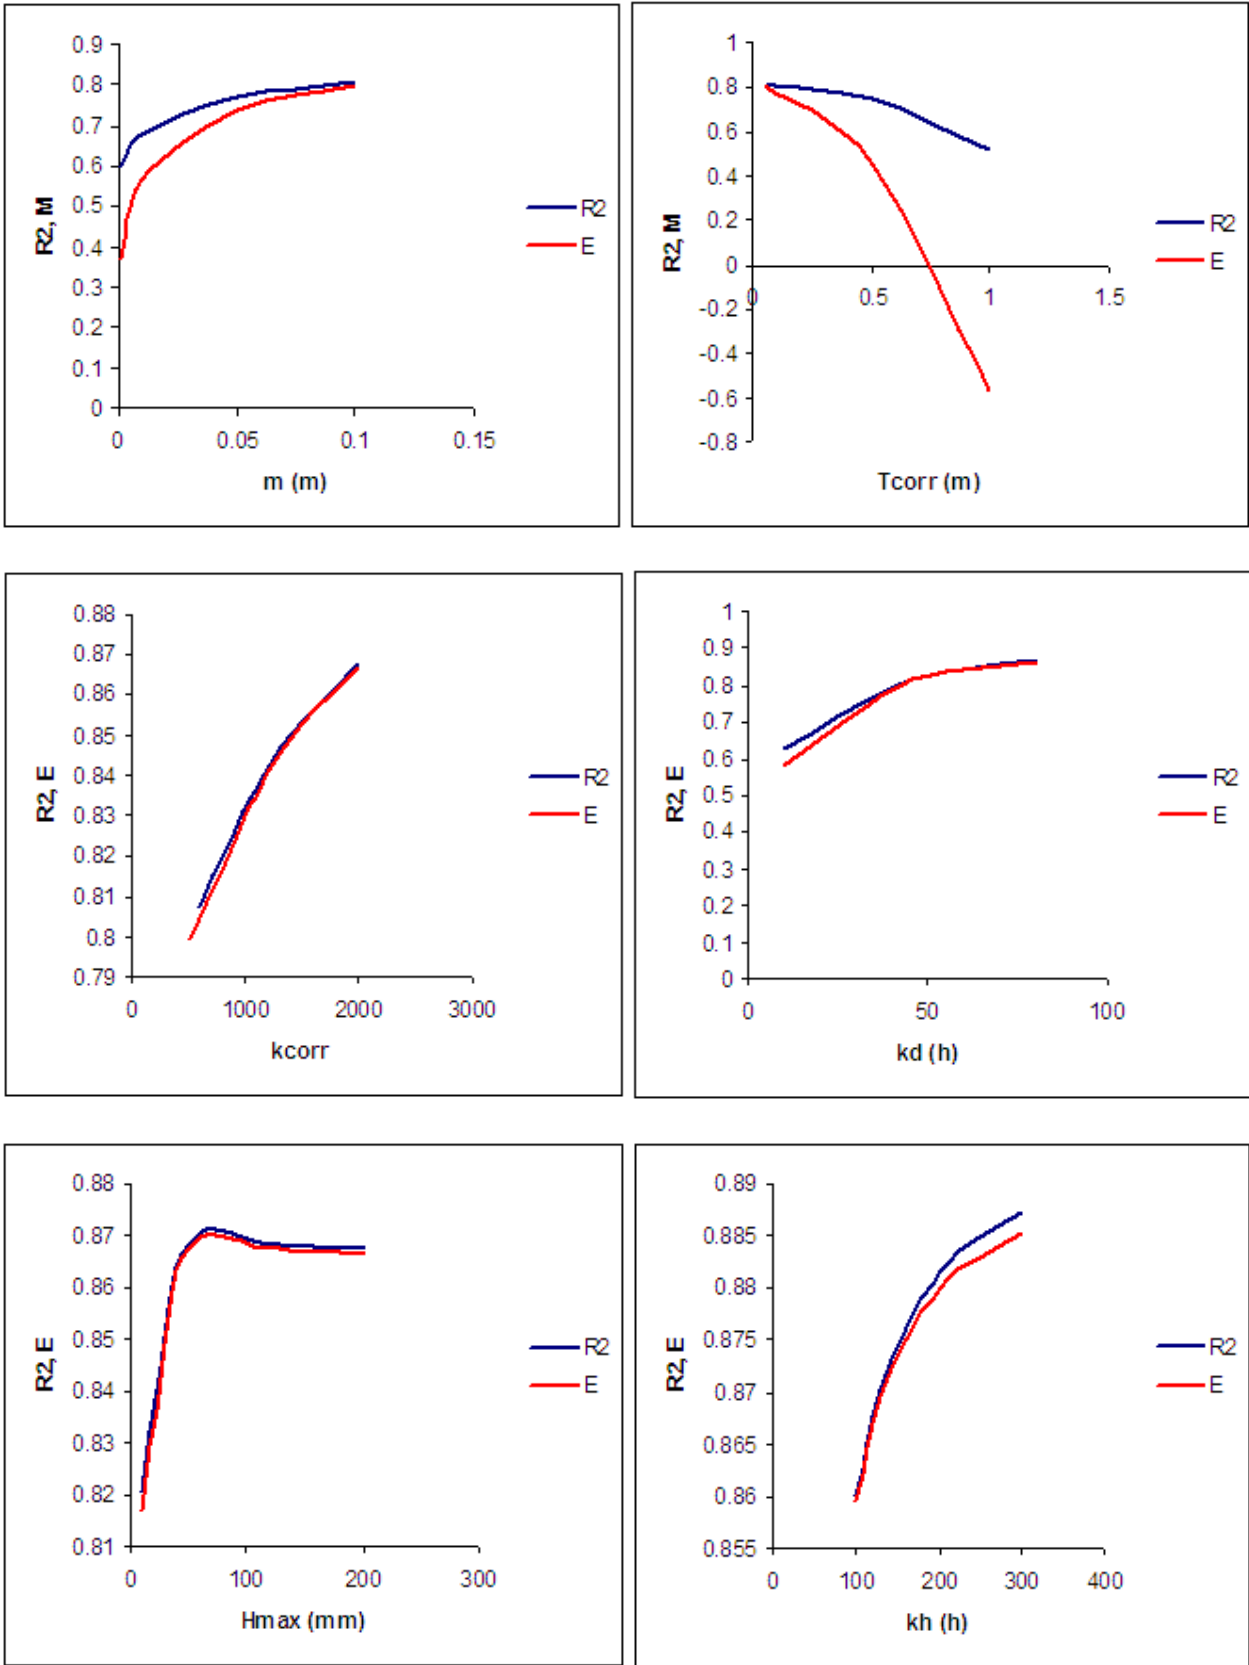 0.9
0.8
0.7
0.6
0.5
0.4
0.3
0.2
0.1
0
0 0.05 0.1 0.15
R2, M
m (m)
R2
E
1
0.8
0.6
0.4
0.2
0
-0.2
-0.4
-0.6
-0.8
0 0.5 1 1.5
R2, M
Tcorr (m)
R2
E
0.88
0.87
0.86
0.85
0.84
0.83
0.82
0.81
0.8
0.79
0 1000 2000 3000
R2, E
kcorr
R2
E
1
0.9
0.8
0.7
0.6
0.5
0.4
0.3
0.2
0.1
0
0 50 100
R2, E
kd (h)
R2
E
0.88
0.87
0.86
0.85
0.84
0.83
0.82
0.81
0 100 200 300
R2, E
Hmax (mm)
R2
E
0.89
0.885
0.88
0.875
0.87
0.865
0.86
0.855
0 100 200 300 400
R2, E
kh (h)
R2
E